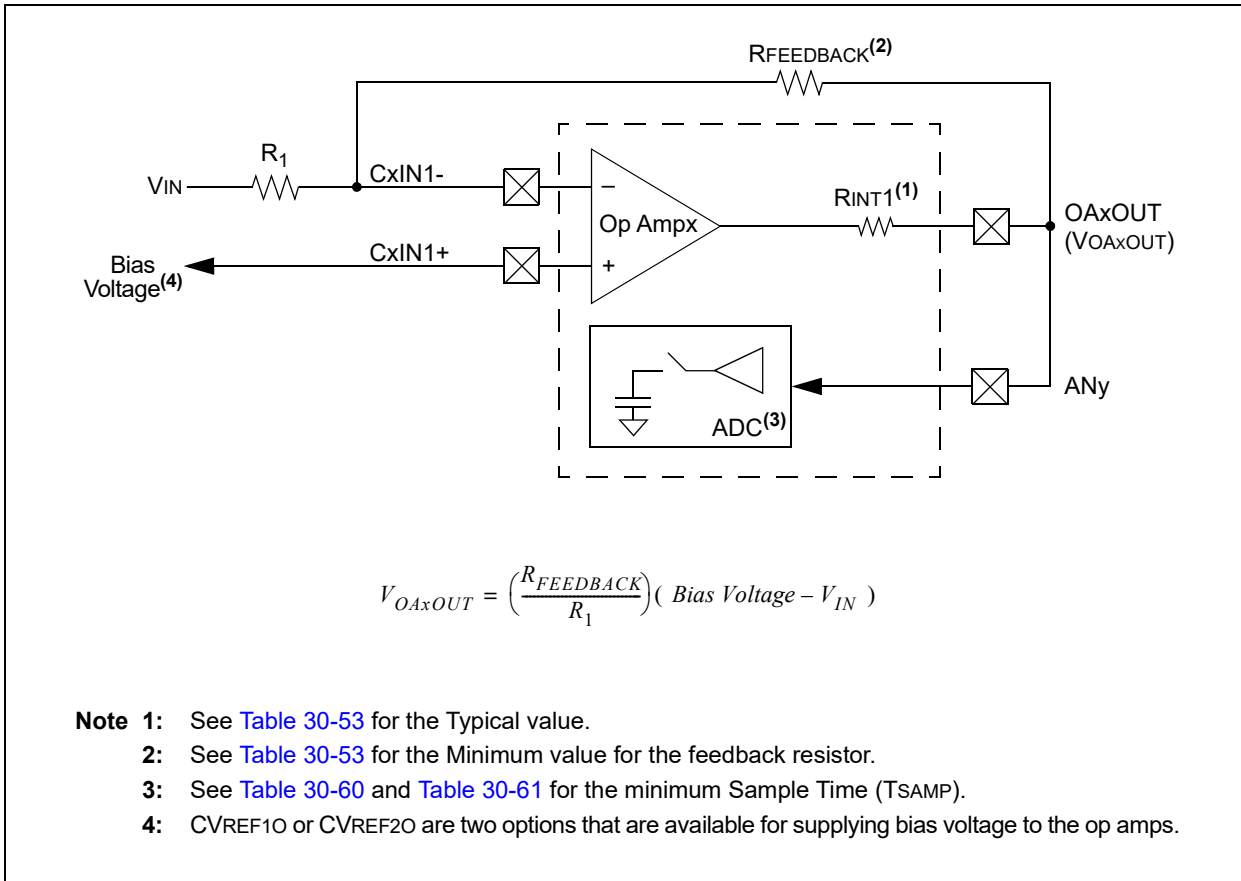 RFEEDBACK(2)
R1
VIN
CxIN1-
–
Op Ampx
RINT1(1)
OAxOUT
(VOAxOUT)
CxIN1+
+
Bias
Voltage(4)
ADC(3)
ANy
V_OAxOUT = (R_FEEDBACK / R_1) ( Bias Voltage – V_IN )
Note 1: See Table 30-53 for the Typical value.
2: See Table 30-53 for the Minimum value for the feedback resistor.
3: See Table 30-60 and Table 30-61 for the minimum Sample Time (TSAMP).
4: CVREF1O or CVREF2O are two options that are available for supplying bias voltage to the op amps.